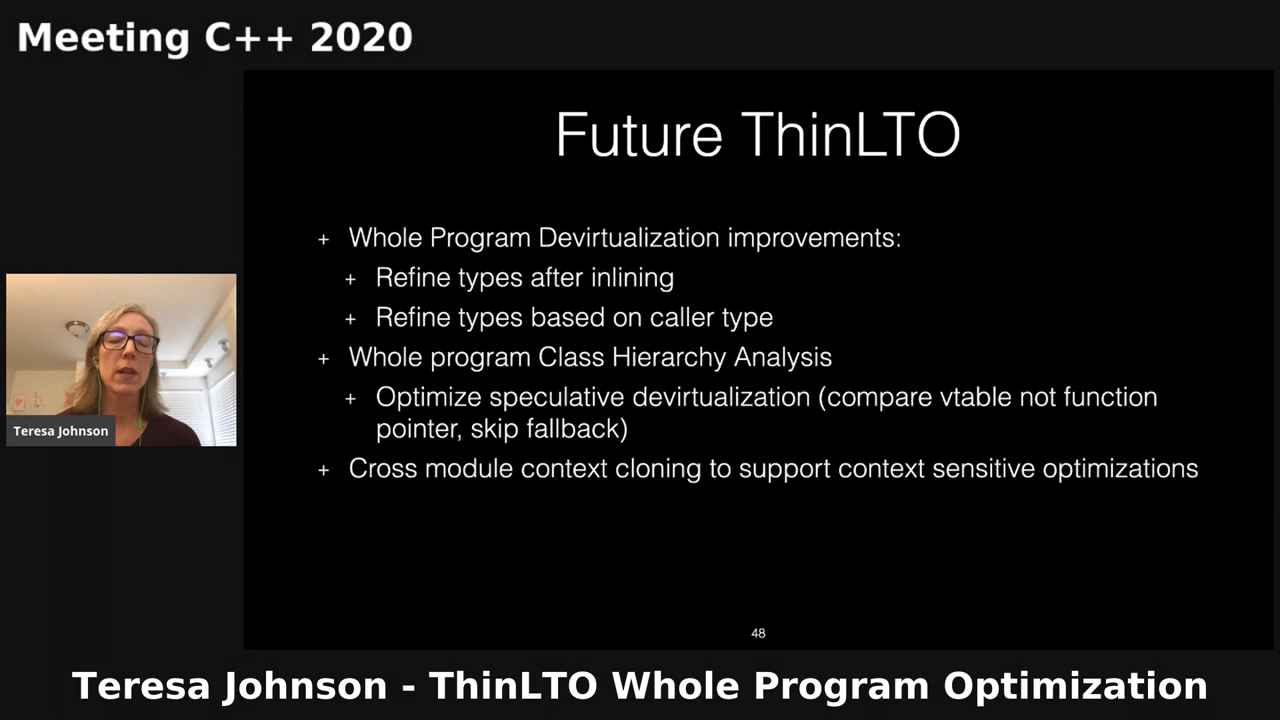 Meeting C++ 2020
Future ThinLTO
+ Whole Program Devirtualization improvements:
+ Refine types after inlining
+ Refine types based on caller type
+ Whole program Class Hierarchy Analysis
+ Optimize speculative devirtualization (compare vtable not function
pointer, skip fallback)
+ Cross module context cloning to support context sensitive optimizations
Teresa Johnson
48
Teresa Johnson - ThinLTO Whole Program Optimization